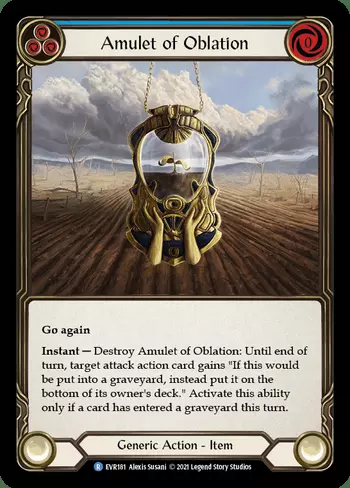 Amulet of Oblation
0
Go again
Instant — Destroy Amulet of Oblation: Until end
of turn, target attack action card gains "If this
would be put into a graveyard, instead put it on
the bottom of its owner's deck." Activate this ability
only if a card has entered a graveyard this turn.
Generic Action - Item
R EVR181 Alexis Susani © 2021 Legend Story Studios